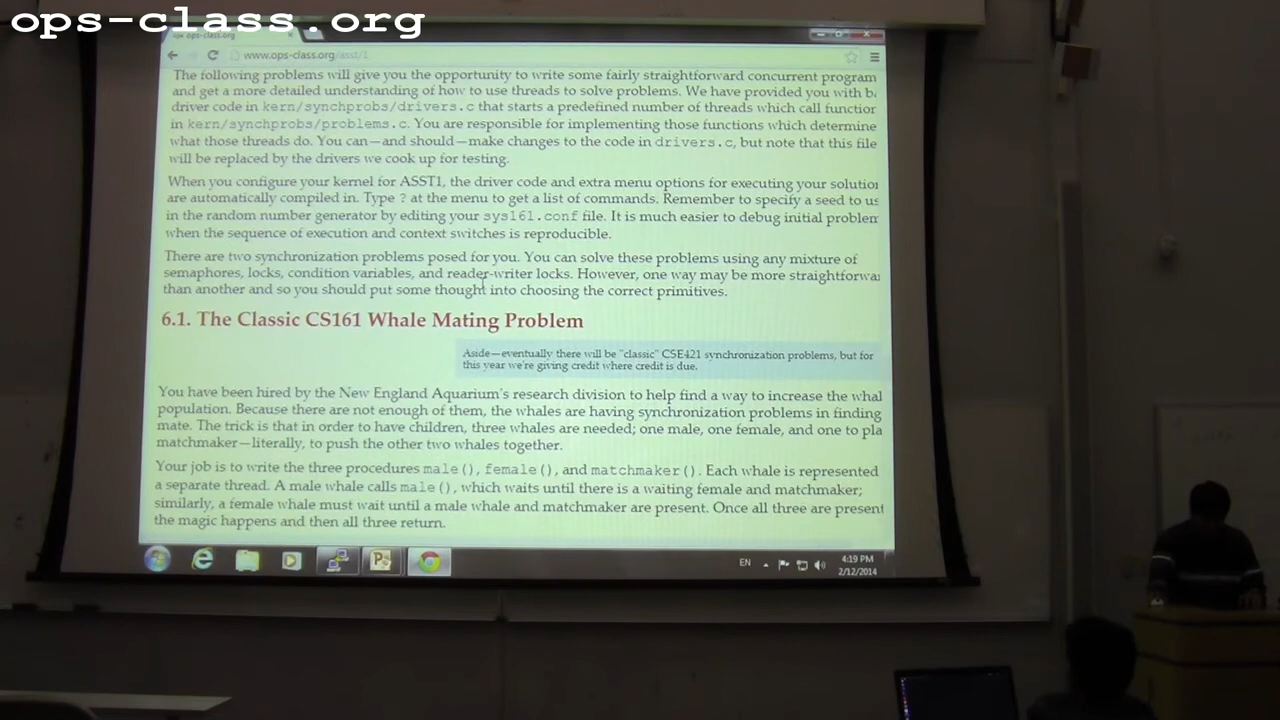 ops-class.org
ops-class.org
www.ops-class.org/asst/1
The following problems will give you the opportunity to write some fairly straightforward concurrent program
and get a more detailed understanding of how to use threads to solve problems. We have provided you with b
driver code in kern/synchprobs/drivers.c that starts a predefined number of threads which call function
in kern/synchprobs/problems.c. You are responsible for implementing those functions which determine
what those threads do. You can—and should—make changes to the code in drivers.c, but note that this file
will be replaced by the drivers we cook up for testing.
When you configure your kernel for ASST1, the driver code and extra menu options for executing your solution
are automatically compiled in. Type ? at the menu to get a list of commands. Remember to specify a seed to us
in the random number generator by editing your sys161.conf file. It is much easier to debug initial problem
when the sequence of execution and context switches is reproducible.
There are two synchronization problems posed for you. You can solve these problems using any mixture of
semaphores, locks, condition variables, and reader-writer locks. However, one way may be more straightforwa
than another and so you should put some thought into choosing the correct primitives.
6.1. The Classic CS161 Whale Mating Problem
Aside—eventually there will be "classic" CSE421 synchronization problems, but for
this year we're giving credit where credit is due.
You have been hired by the New England Aquarium's research division to help find a way to increase the whal
population. Because there are not enough of them, the whales are having synchronization problems in finding
mate. The trick is that in order to have children, three whales are needed; one male, one female, and one to pla
matchmaker—literally, to push the other two whales together.
Your job is to write the three procedures male(), female(), and matchmaker(). Each whale is represented
a separate thread. A male whale calls male(), which waits until there is a waiting female and matchmaker;
similarly, a female whale must wait until a male whale and matchmaker are present. Once all three are present
the magic happens and then all three return.
EN
4:19 PM
2/12/2014